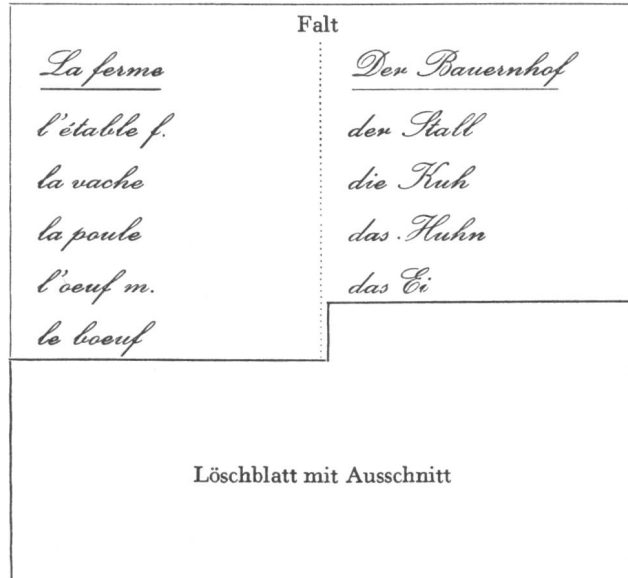 Falt
La ferme
l'étable f.
la vache
la poule
l'oeuf m.
le boeuf
Der Bauernhof
der Stall
die Kuh
das Huhn
das Ei
Löschblatt mit Ausschnitt